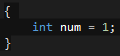 {
    int num = 1;
}